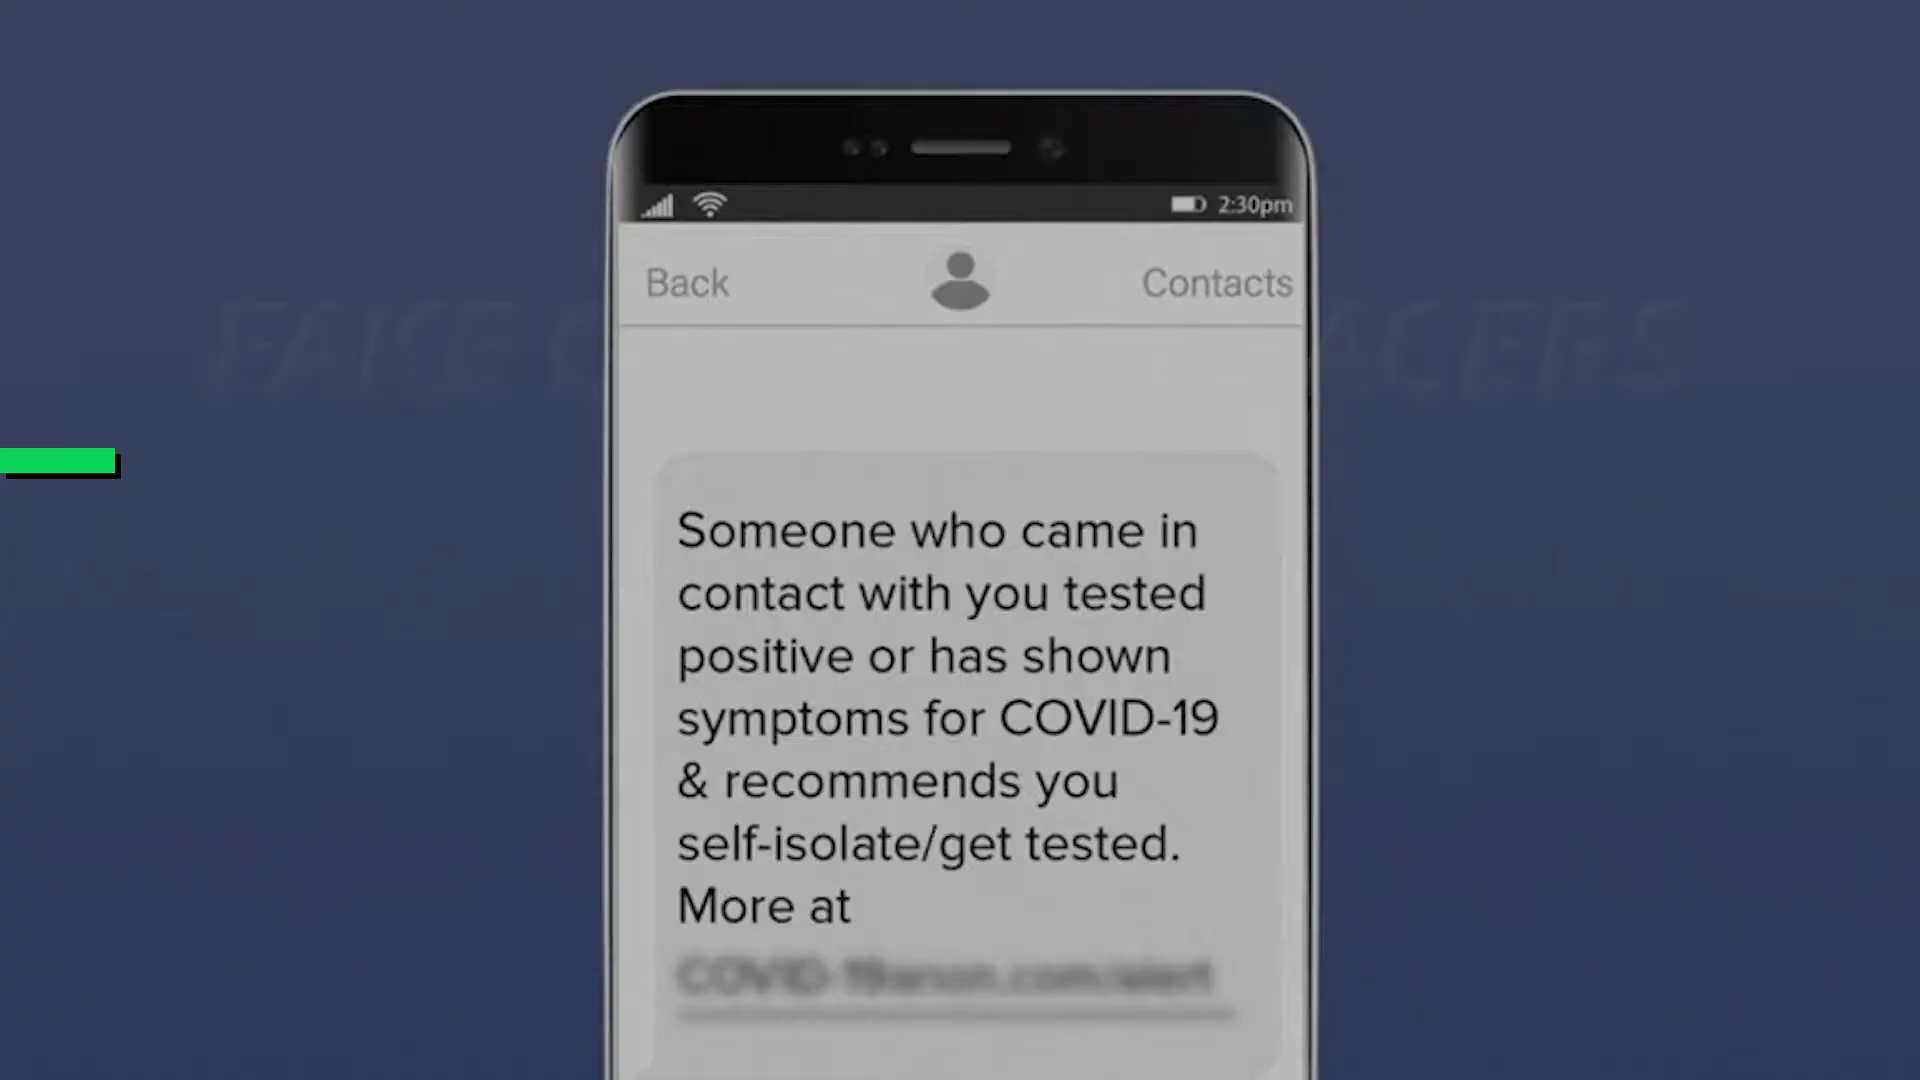 2:30pm
Back
Contacts
FAKE
Someone who came in
contact with you tested
positive or has shown
symptoms for COVID-19
& recommends you
self-isolate/get tested.
More at